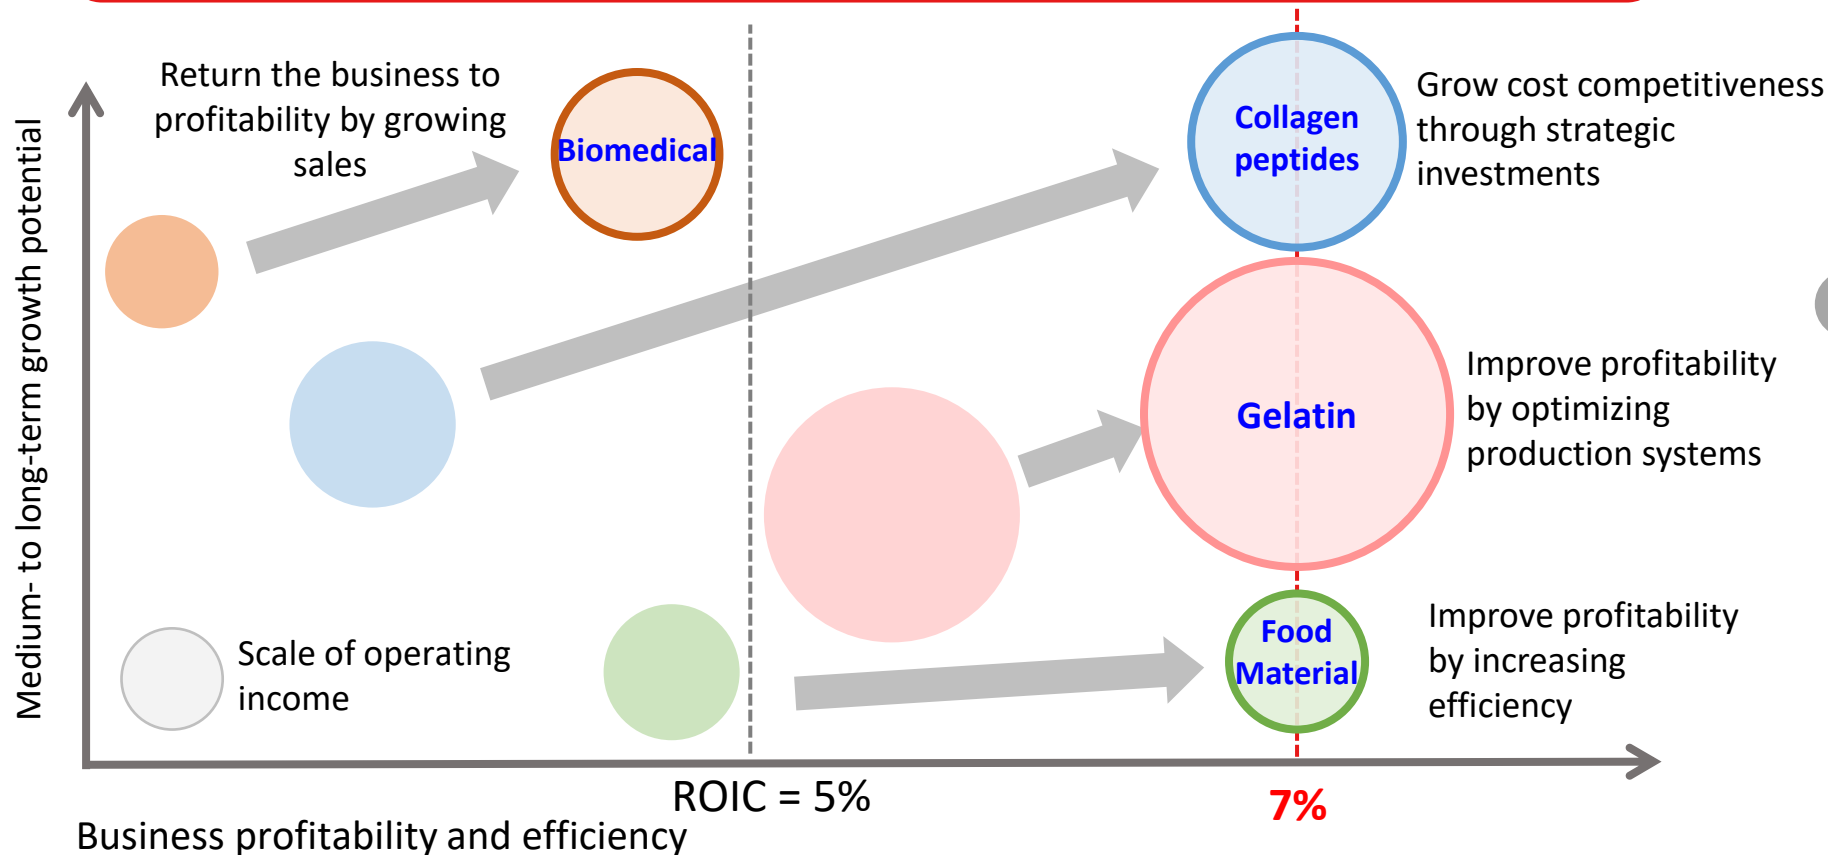 Return the business to
profitability by growing
sales
Biomedical
Collagen
peptides
Grow cost competitiveness
through strategic
investments
Medium- to long-term growth potential
Gelatin
Improve profitability
by optimizing
production systems
Scale of operating
income
Food
Material
Improve profitability
by increasing
efficiency
ROIC = 5%
7%
Business profitability and efficiency